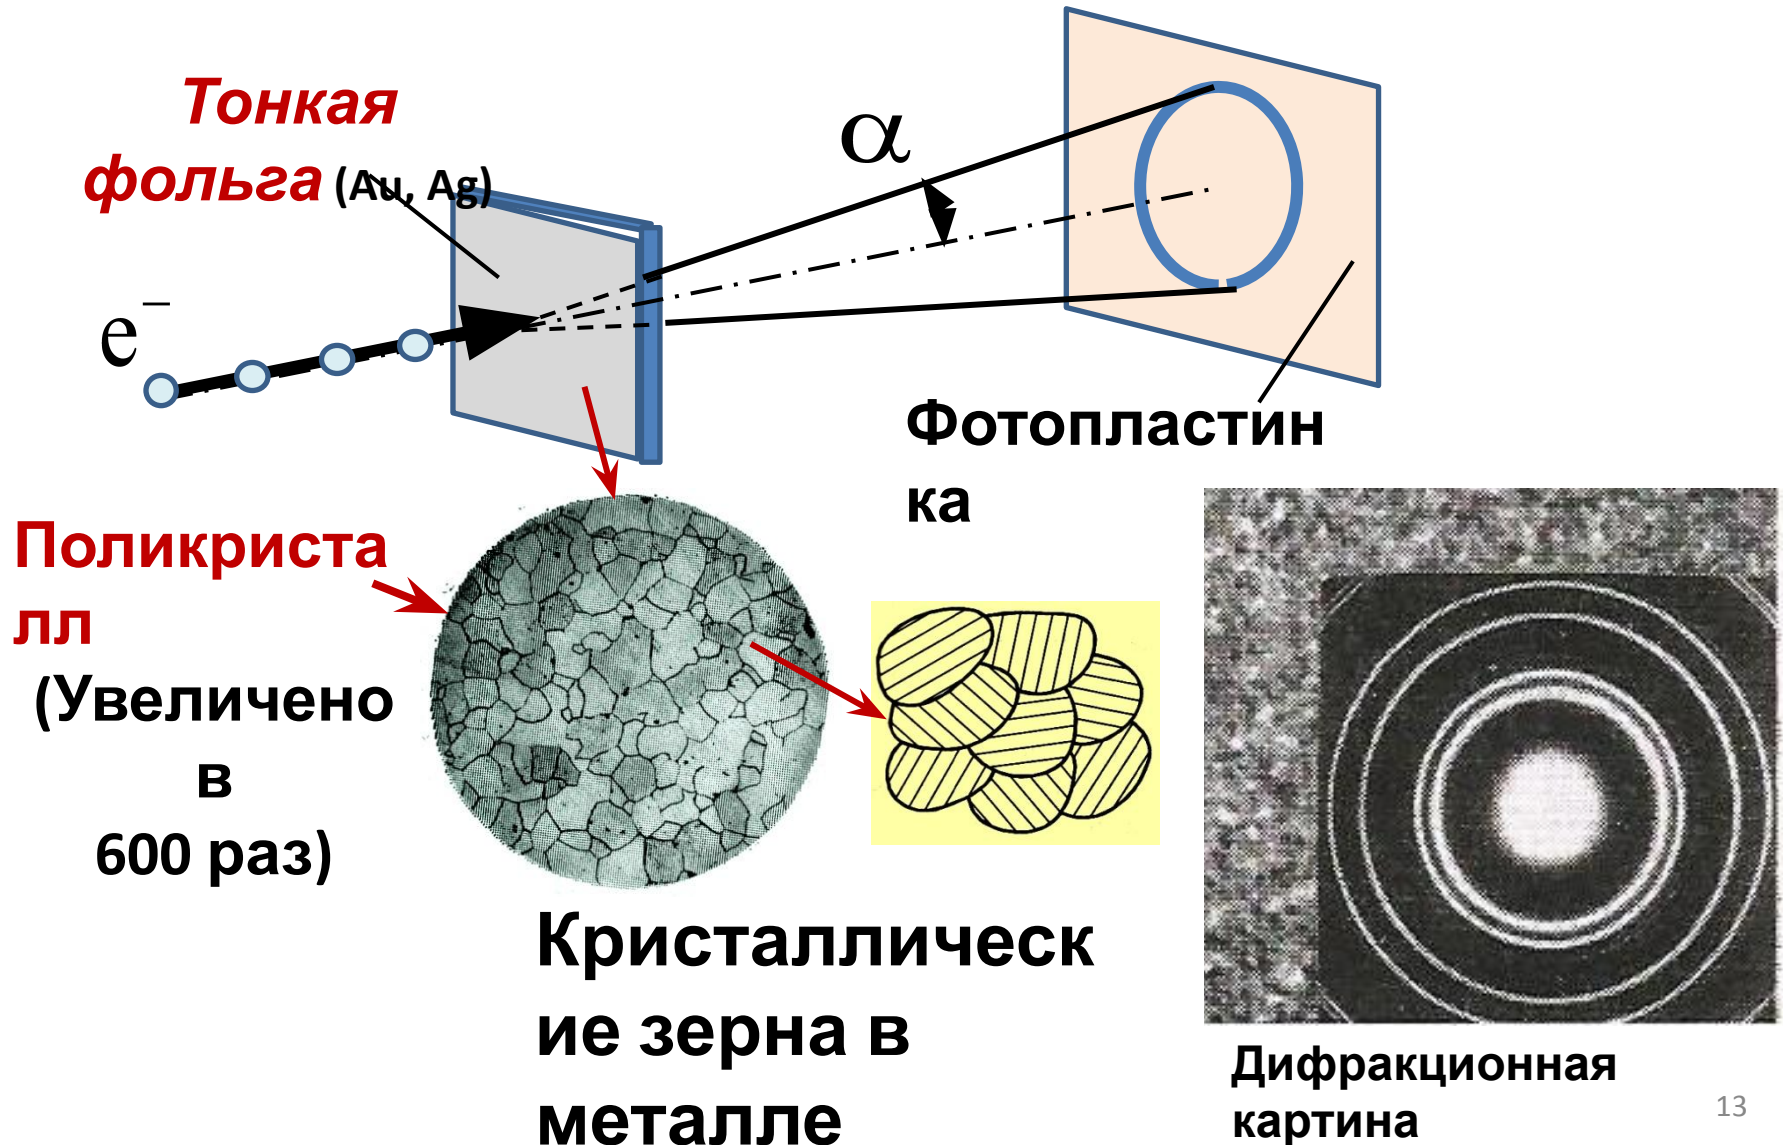 Тонкая
фольга (Au, Ag)
α
e⁻
Фотопластин
ка
Поликриста
лл
(Увеличено
в
600 раз)
Кристаллическ
ие зерна в
металле
Дифракционная
картина
13